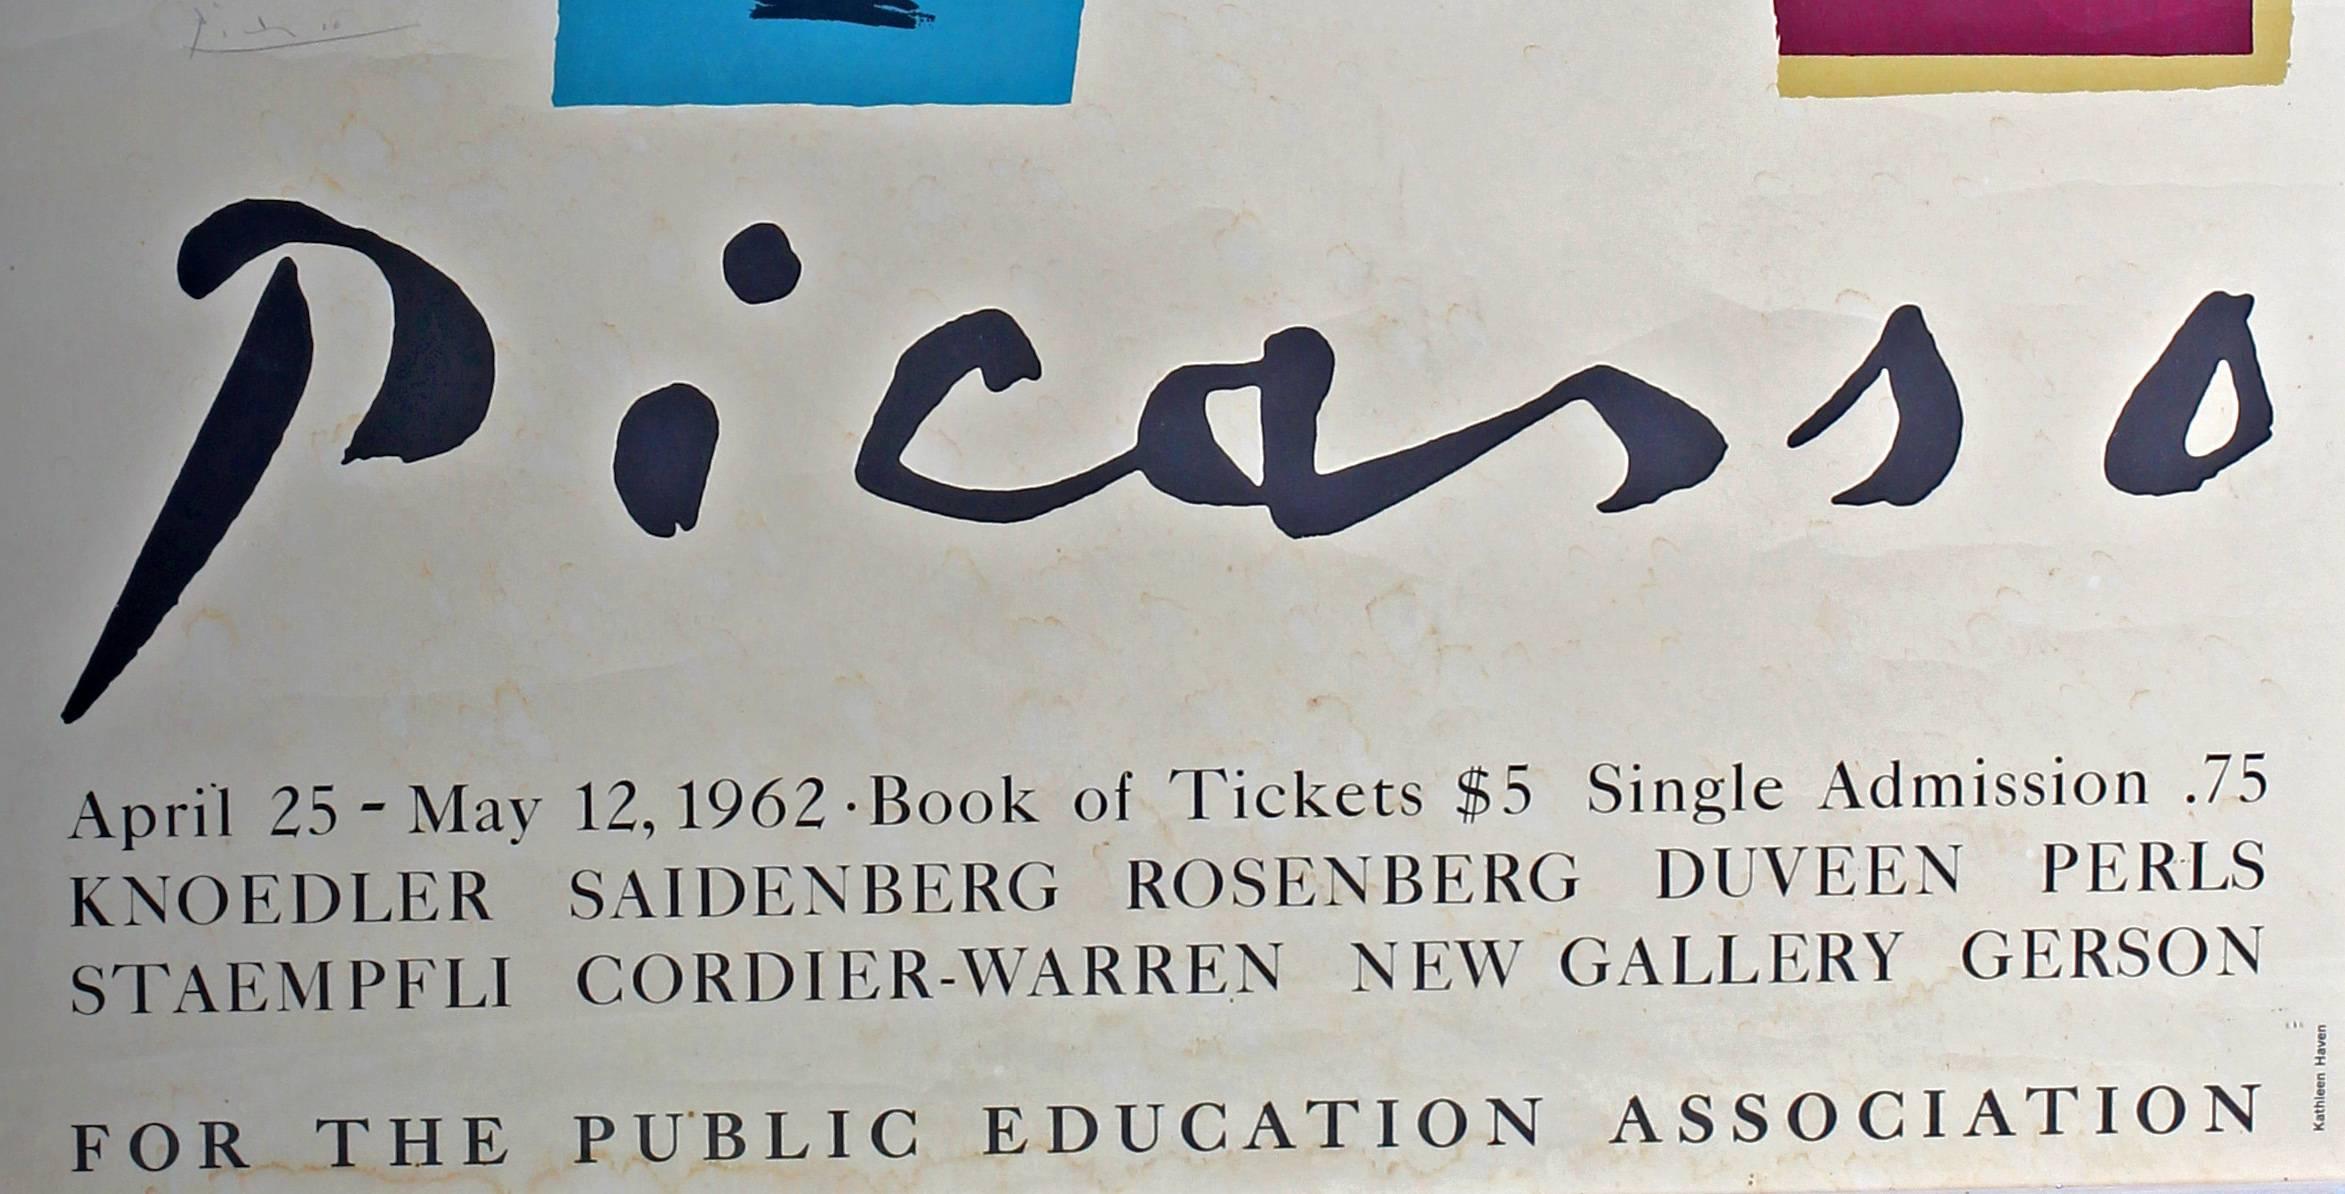 Picasso
Picasso
April 25 - May 12, 1962 · Book of Tickets $5 Single Admission .75
KNOEDLER SAIDENBERG ROSENBERG DUVEEN PERLS
STAEMPFLI CORDIER-WARREN NEW GALLERY GERSON
Kathleen Haven
FOR THE PUBLIC EDUCATION ASSOCIATION